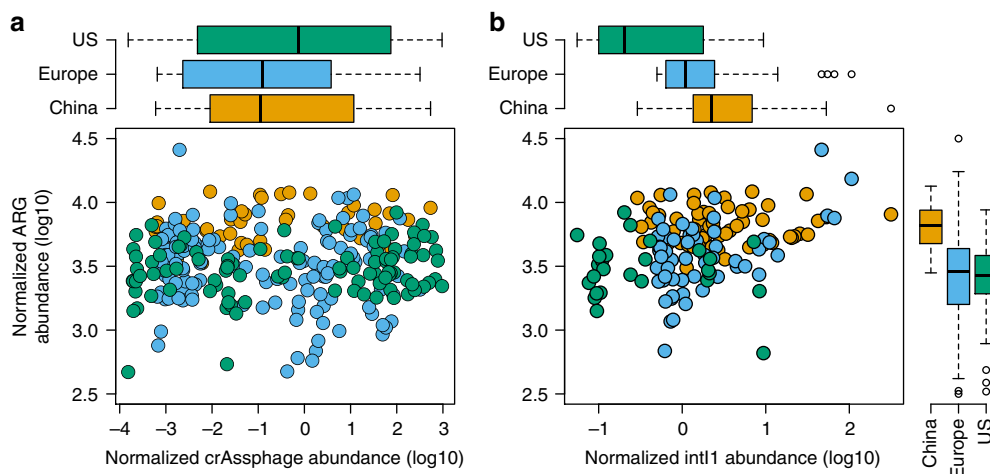 a
US
Europe
China
4.5
4.0
3.5
3.0
2.5
Normalized ARG
abundance (log10)
−4 −3 −2 −1 0 1 2 3
Normalized crAssphage abundance (log10)
b
US
Europe
China
4.5
4.0
3.5
3.0
2.5
−1 0 1 2
Normalized intI1 abundance (log10)
China
Europe
US